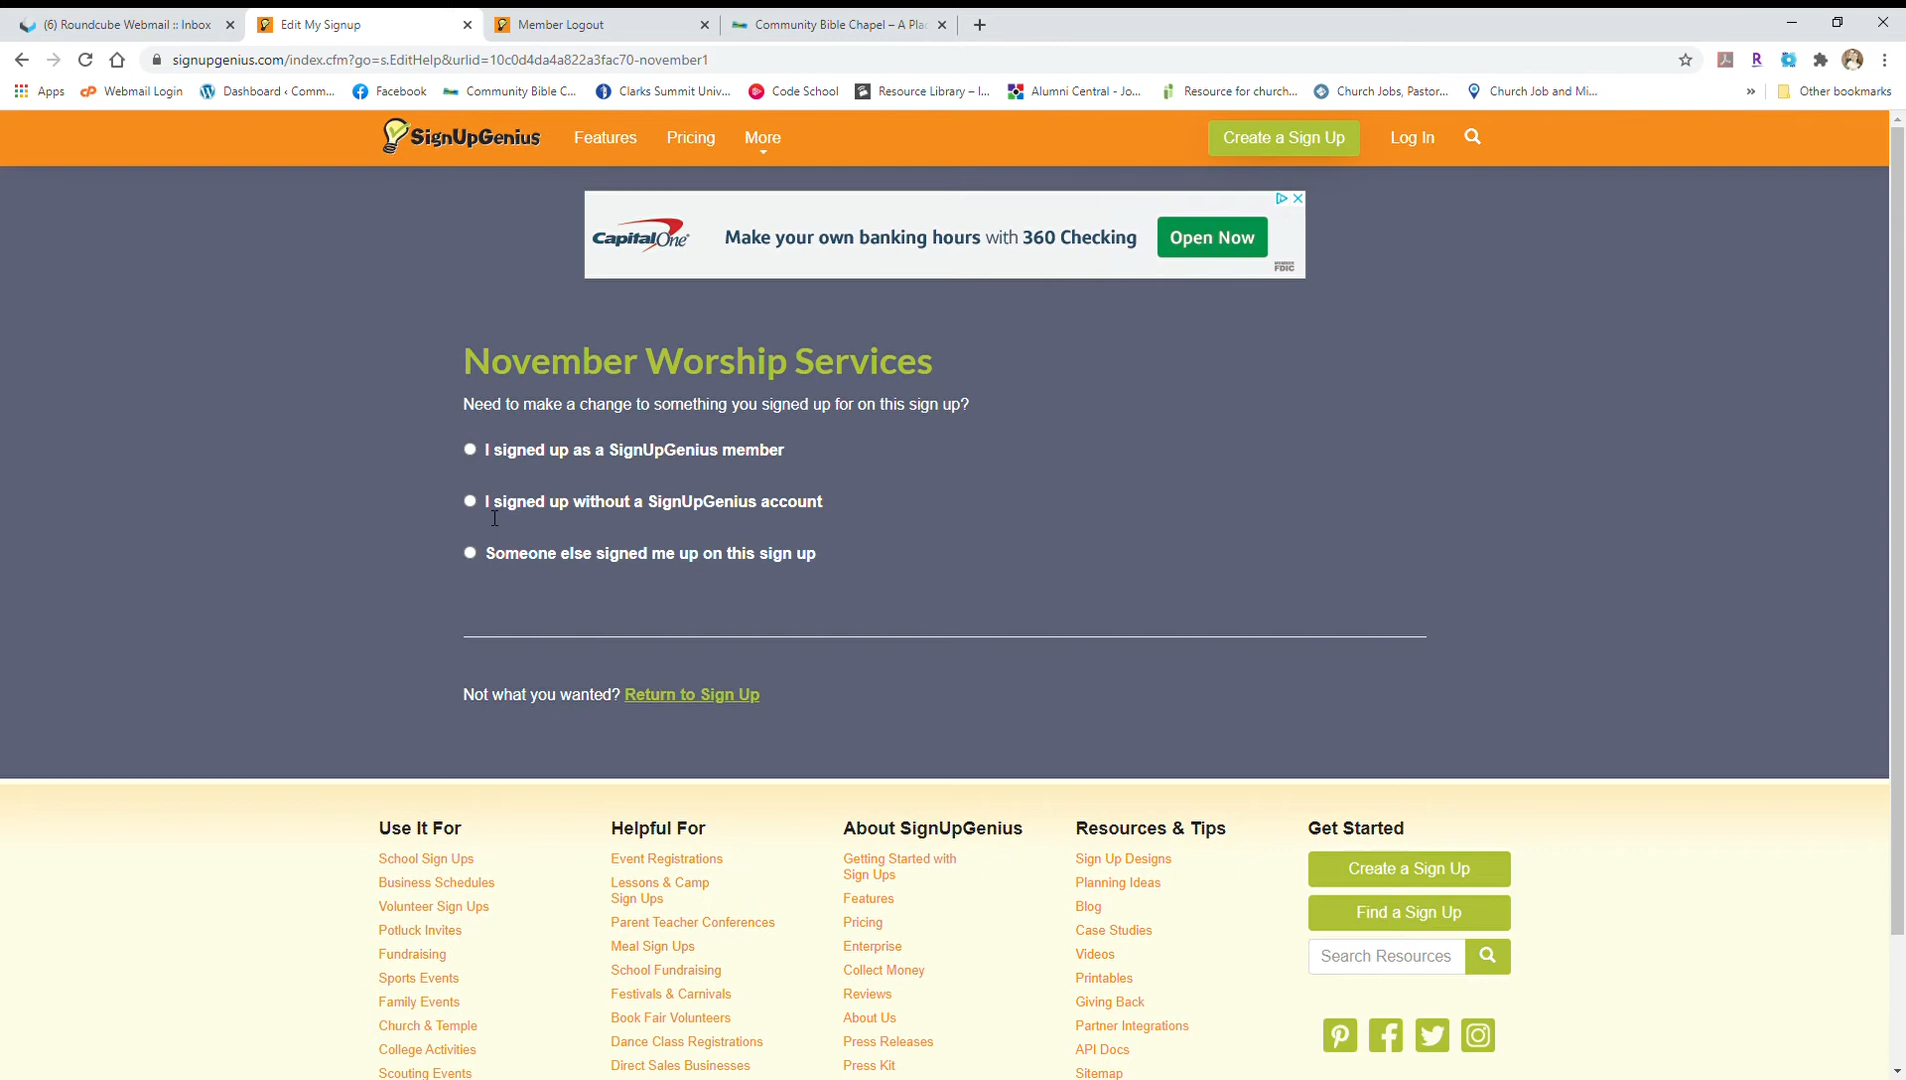 (6) Roundcube Webmail :: Inbox
Edit My Signup
Member Logout
Community Bible Chapel – A Pla
signupgenius.com/index.cfm?go=s.EditHelp&urlid=10c0d4da4a822a3fac70-november1
Apps
Webmail Login
Dashboard ‹ Comm...
Facebook
Community Bible C...
Clarks Summit Univ...
Code School
Resource Library – I...
Alumni Central - Jo...
Resource for church...
Church Jobs, Pastor...
Church Job and Mi...
»
Other bookmarks
SignUpGenius
Features
Pricing
More
Create a Sign Up
Log In
Capital One
Make your own banking hours with 360 Checking
Open Now
MEMBER
FDIC
November Worship Services
Need to make a change to something you signed up for on this sign up?
I signed up as a SignUpGenius member
I signed up without a SignUpGenius account
Someone else signed me up on this sign up
Not what you wanted? Return to Sign Up
Use It For
School Sign Ups
Business Schedules
Volunteer Sign Ups
Potluck Invites
Fundraising
Sports Events
Family Events
Church & Temple
College Activities
Scouting Events
Helpful For
Event Registrations
Lessons & Camp
Sign Ups
Parent Teacher Conferences
Meal Sign Ups
School Fundraising
Festivals & Carnivals
Book Fair Volunteers
Dance Class Registrations
Direct Sales Businesses
About SignUpGenius
Getting Started with
Sign Ups
Features
Pricing
Enterprise
Collect Money
Reviews
About Us
Press Releases
Press Kit
Resources & Tips
Sign Up Designs
Planning Ideas
Blog
Case Studies
Videos
Printables
Giving Back
Partner Integrations
API Docs
Sitemap
Get Started
Create a Sign Up
Find a Sign Up
Search Resources